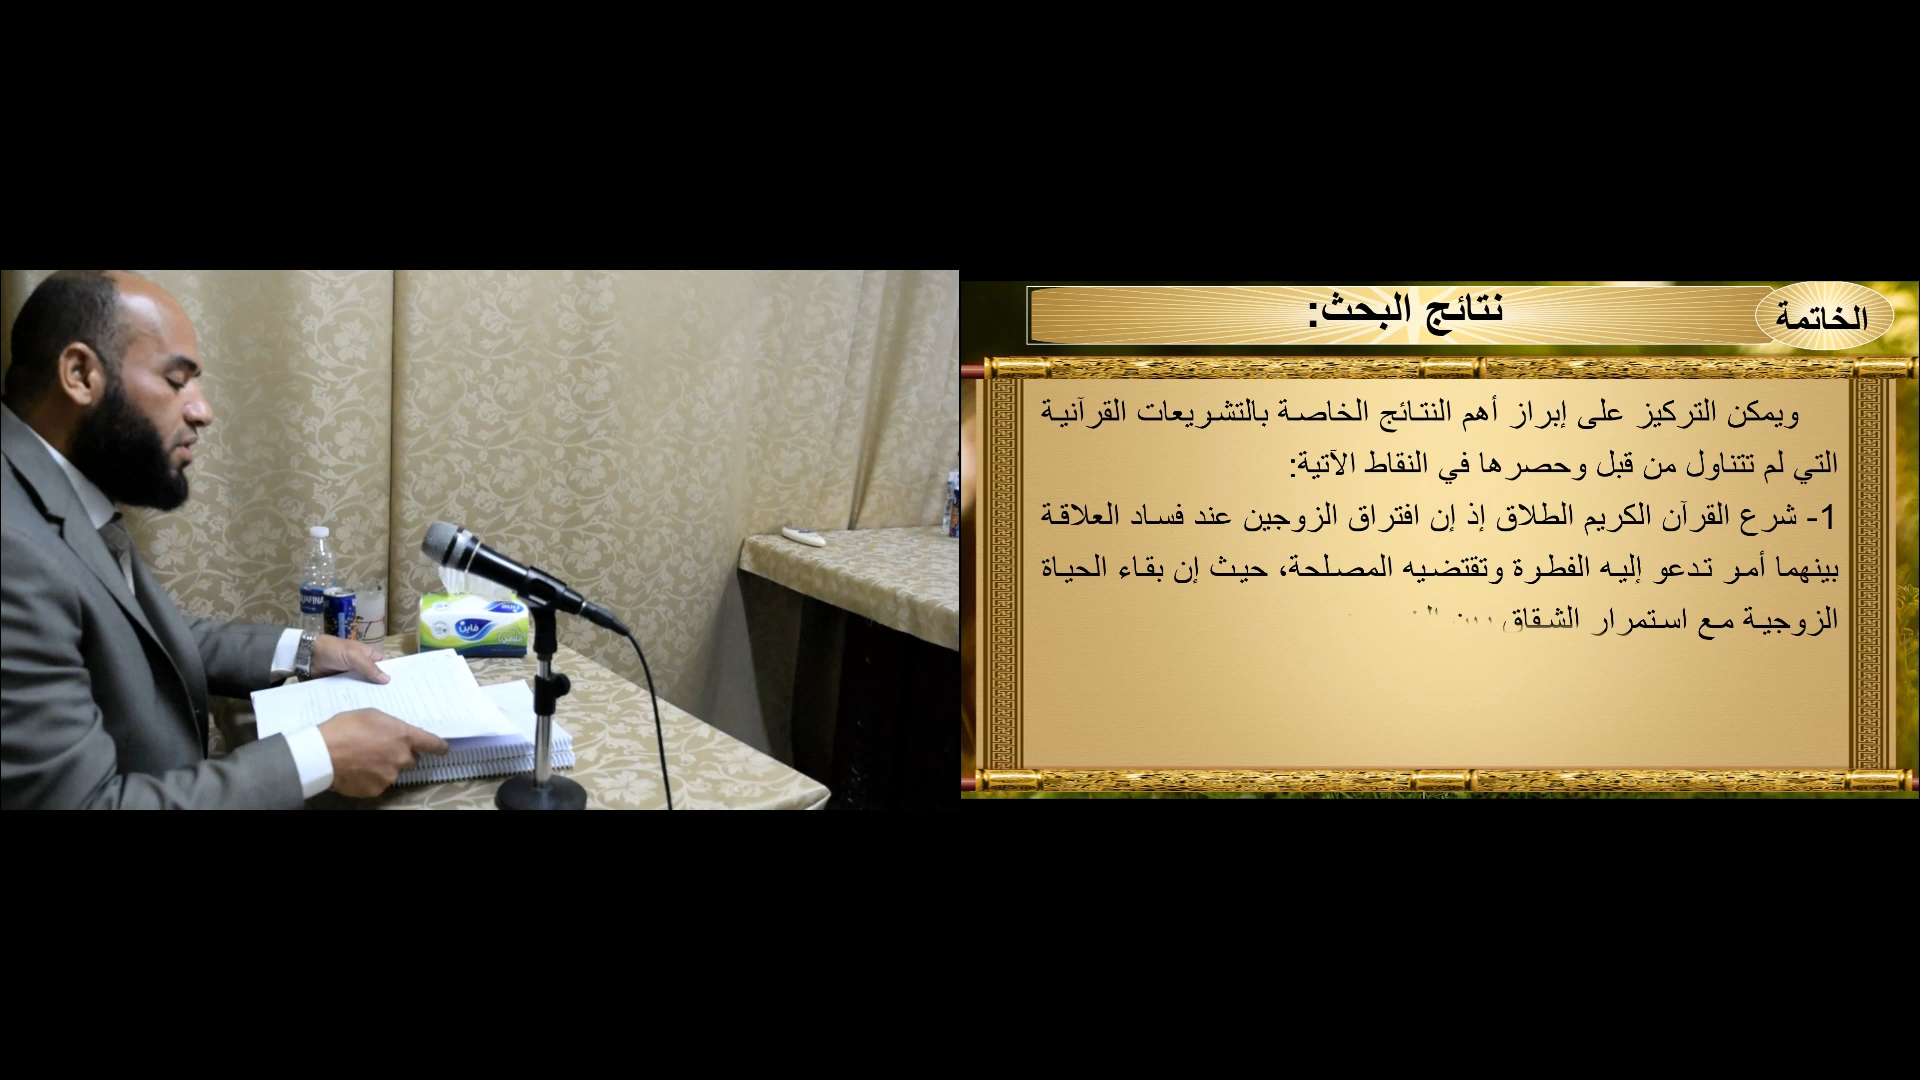 الخاتمة
نتائج البحث:
ويمكن التركيز على إبراز أهم النتائج الخاصة بالتشريعات القرآنية
التي لم تتناول من قبل وحصرها في النقاط الآتية:
1- شرع القرآن الكريم الطلاق إذ إن افتراق الزوجين عند فساد العلاقة
بينهما أمر تدعو إليه الفطرة وتقتضيه المصلحة، حيث إن بقاء الحياة
الزوجية مع استمرار الشقاق
فاين